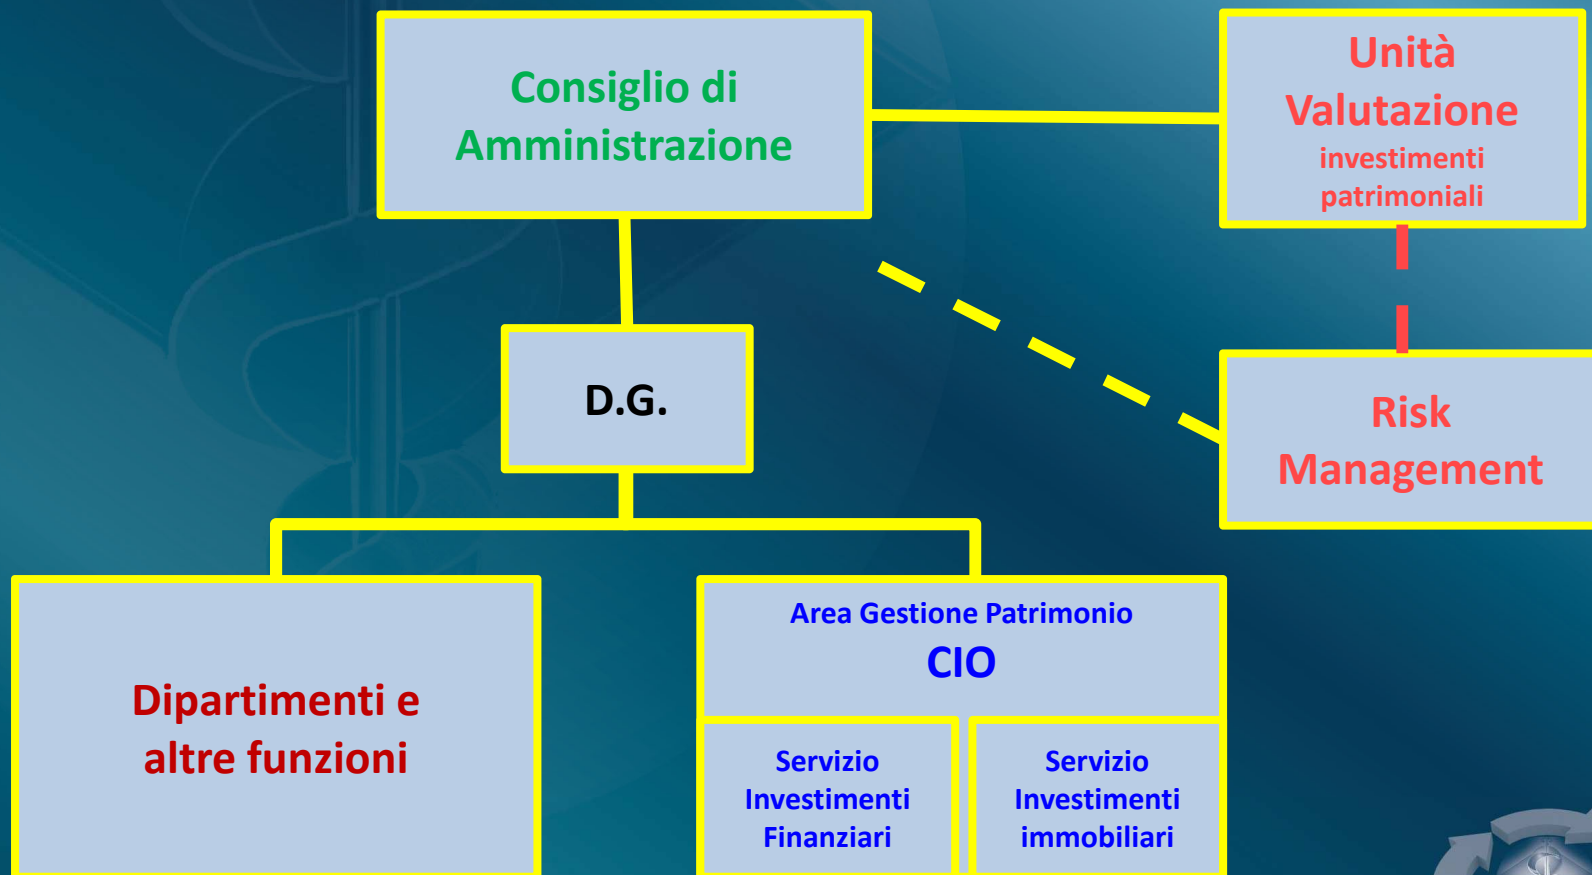 Consiglio di
Amministrazione
Unità
Valutazione
investimenti
patrimoniali
D.G.
Risk
Management
Dipartimenti e
altre funzioni
Area Gestione Patrimonio
CIO
Servizio
Investimenti
Finanziari
Servizio
Investimenti
immobiliari